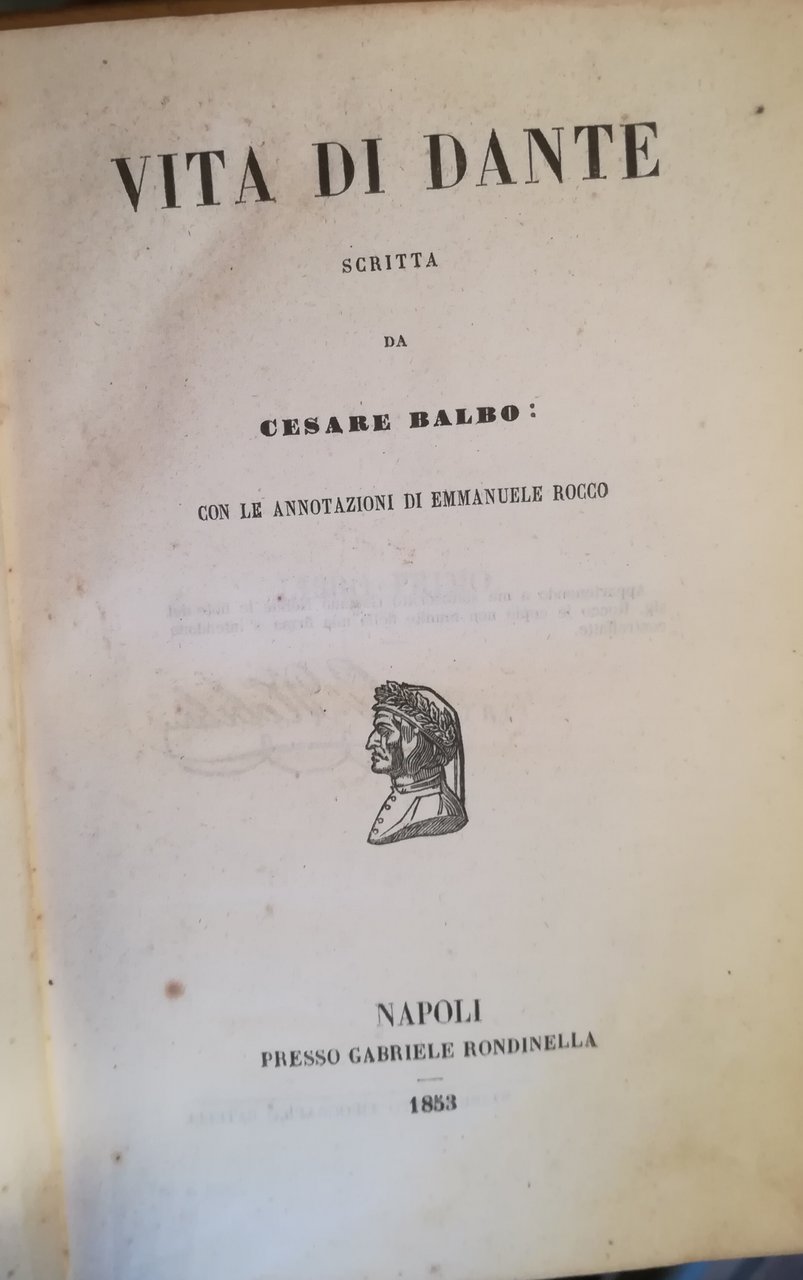 VITA DI DANTE
SCRITTA
DA
CESARE BALBO:
CON LE ANNOTAZIONI DI EMMANUELE ROCCO
NAPOLI
PRESSO GABRIELE RONDINELLA
1853